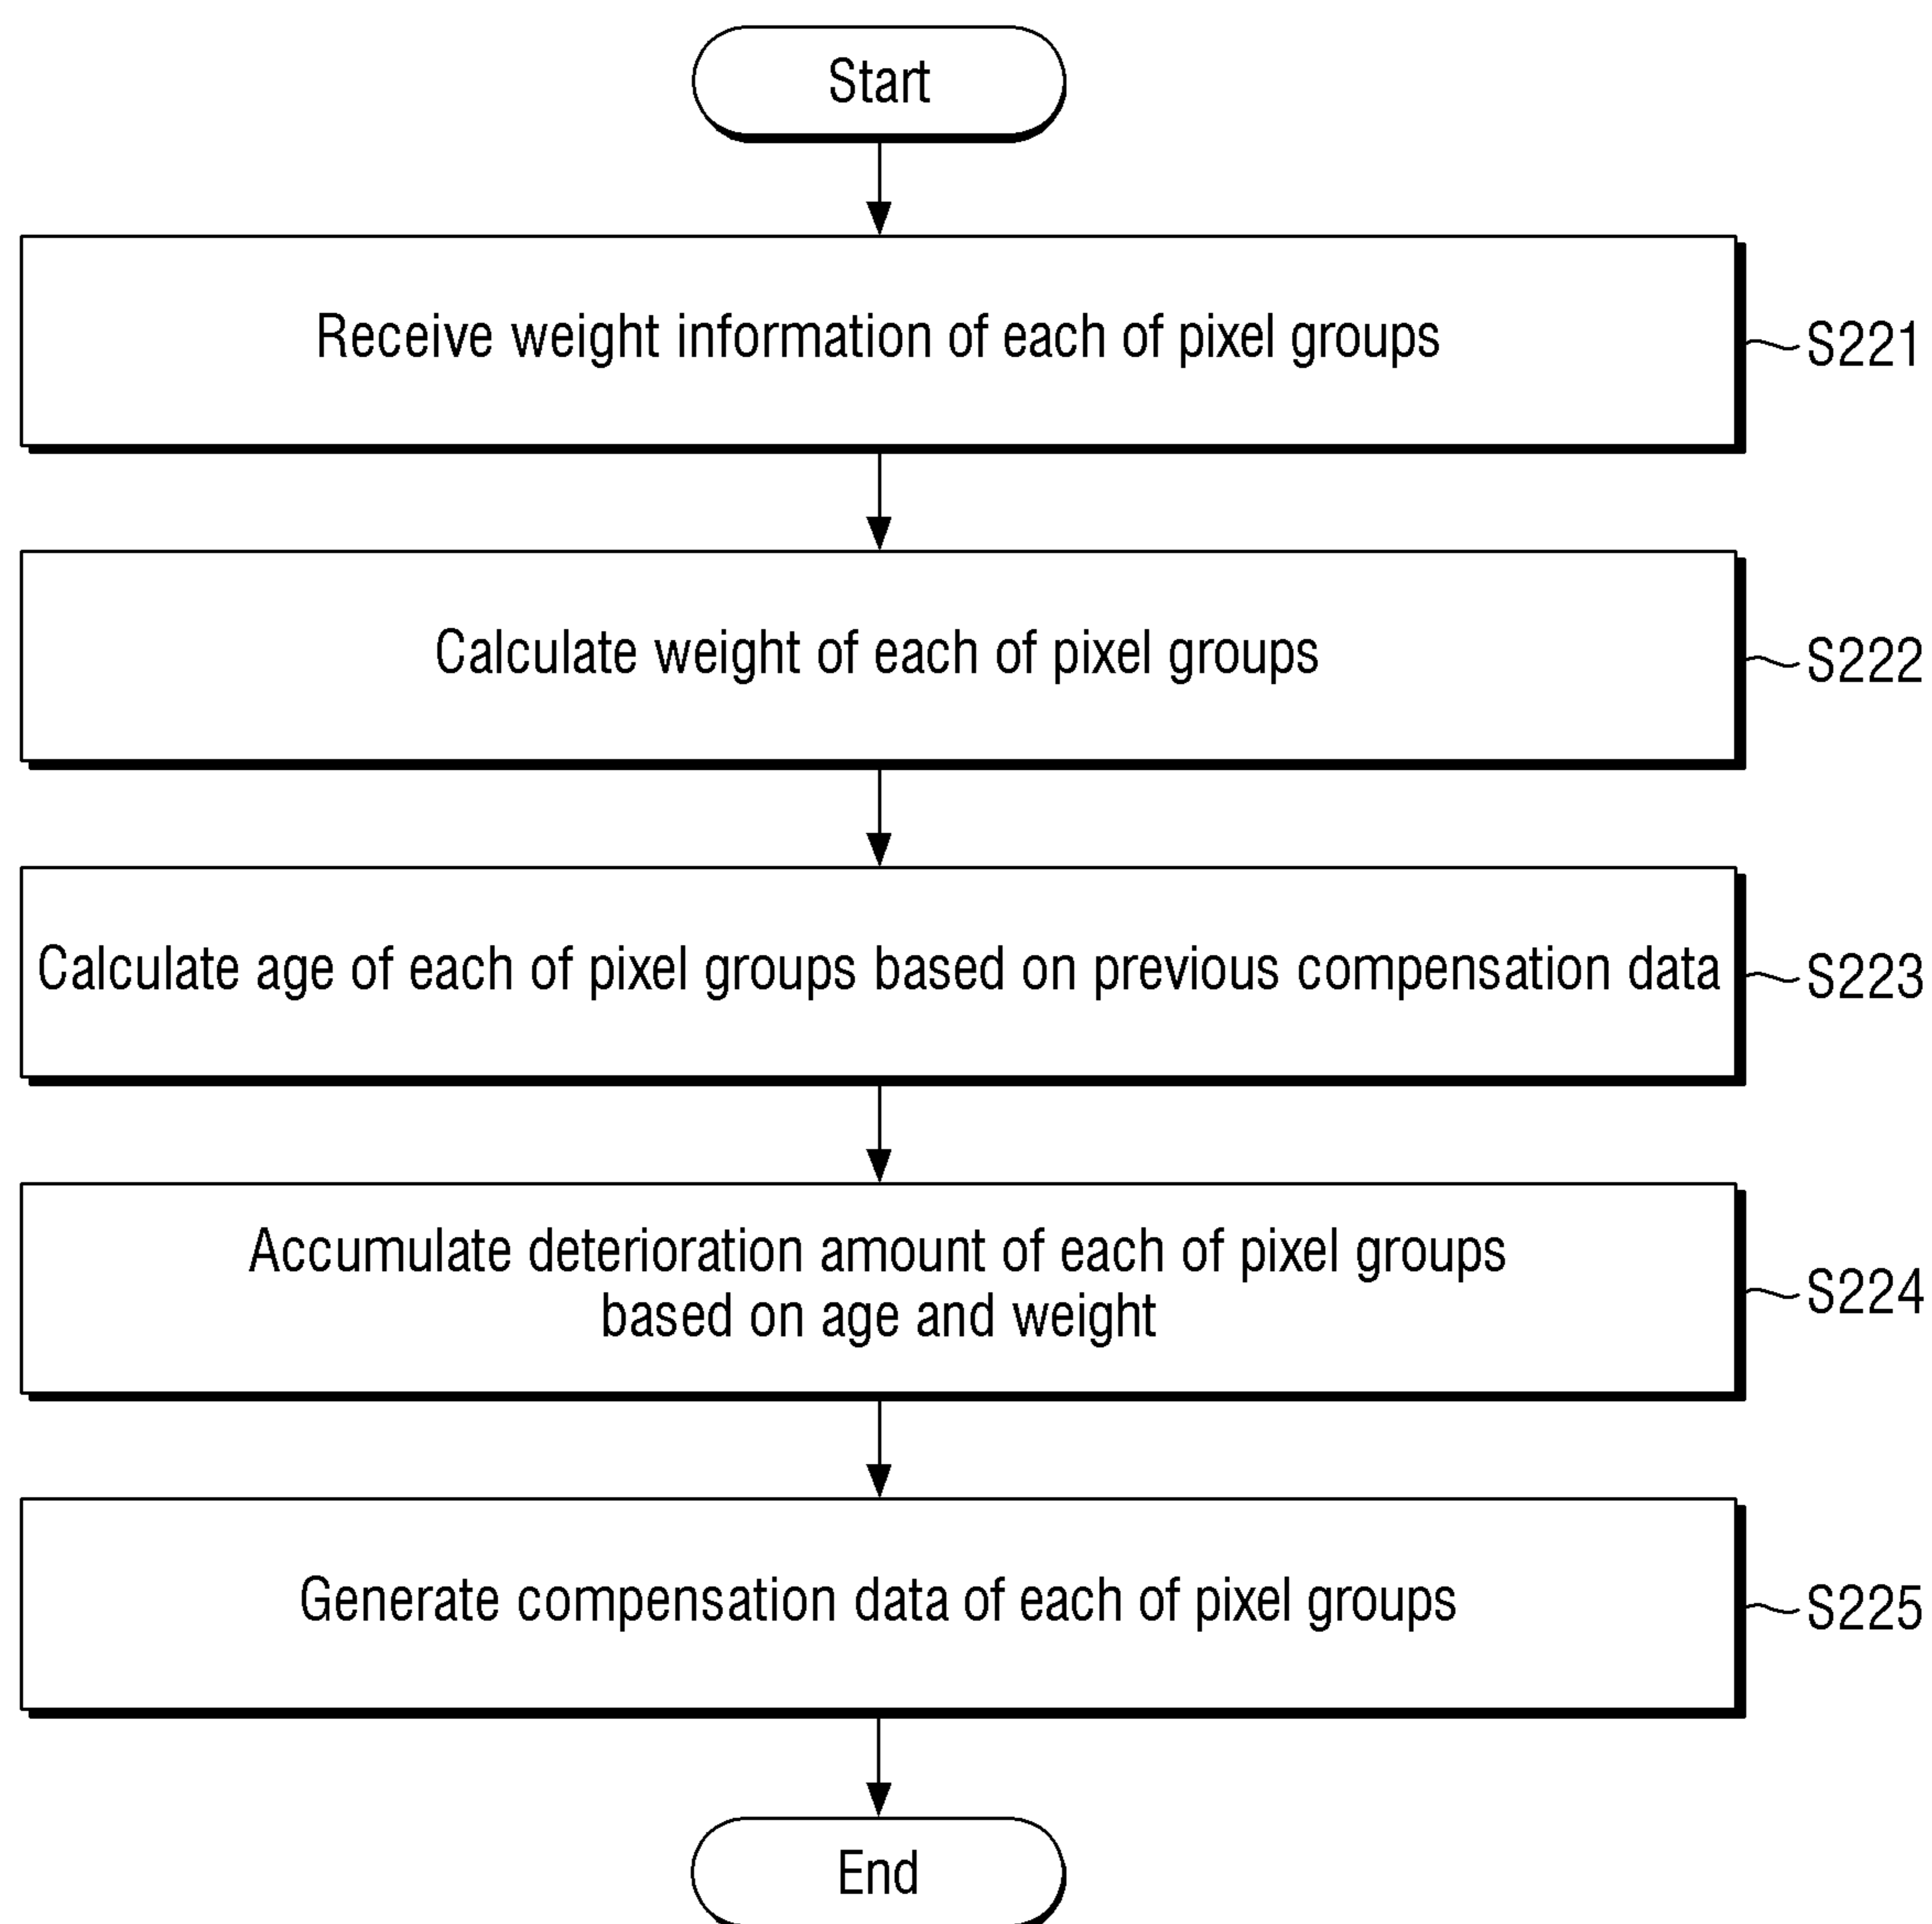 Start
Receive weight information of each of pixel groups
S221
Calculate weight of each of pixel groups
S222
Calculate age of each of pixel groups based on previous compensation data
S223
Accumulate deterioration amount of each of pixel groups
based on age and weight
S224
Generate compensation data of each of pixel groups
S225
End